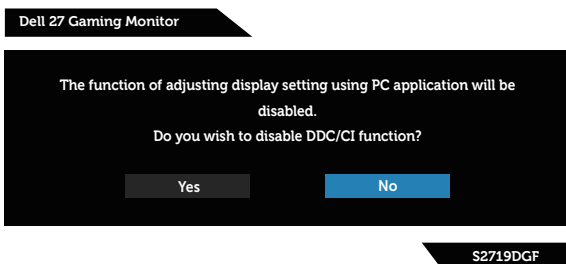 Dell 27 Gaming Monitor
The function of adjusting display setting using PC application will be
disabled.
Do you wish to disable DDC/CI function?
Yes
No
S2719DGF